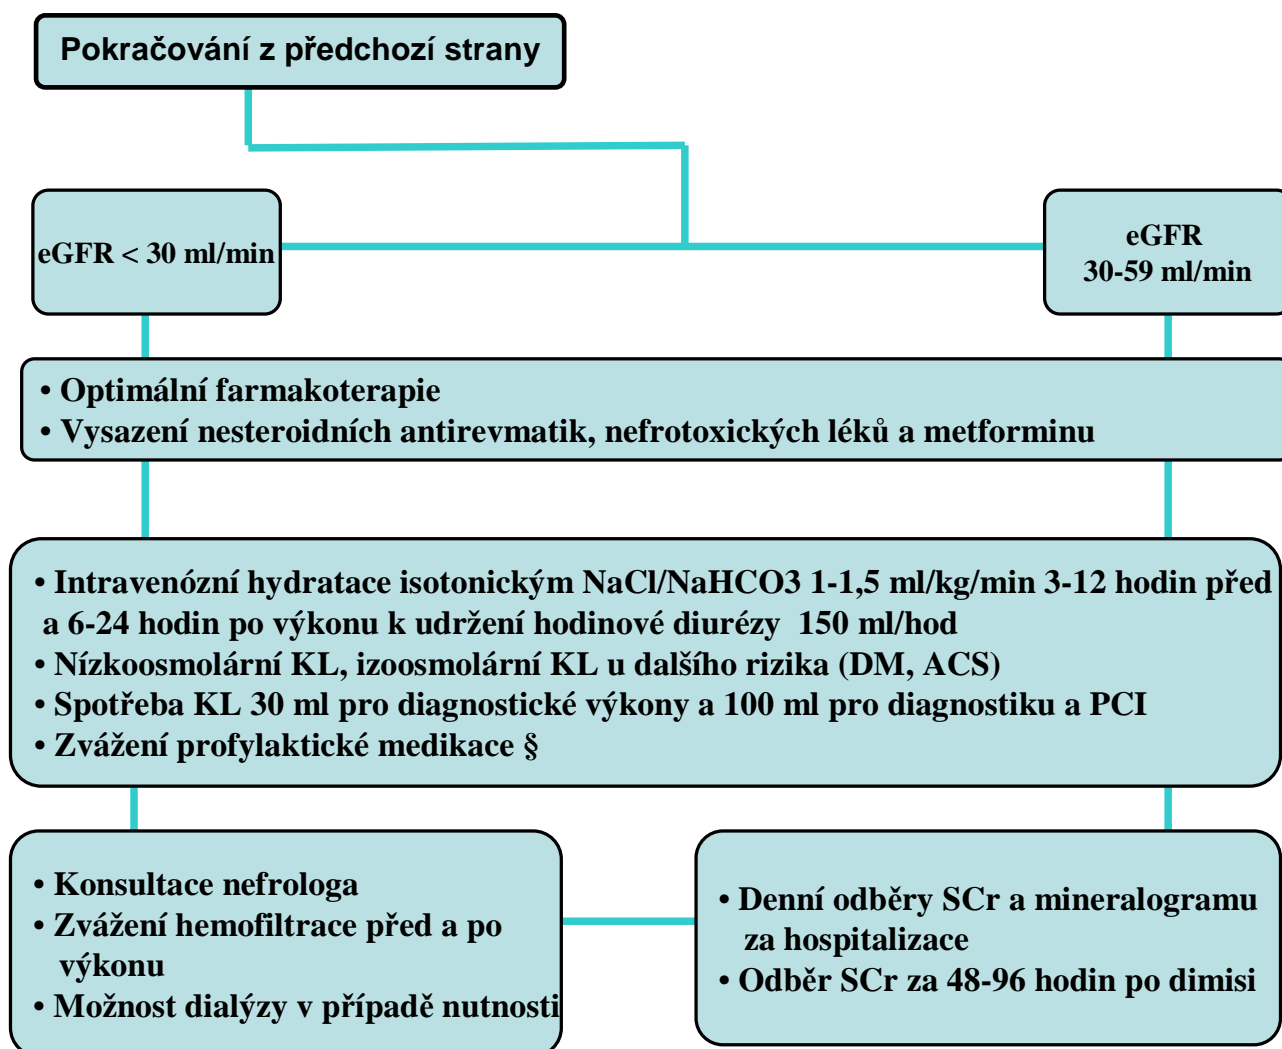 Pokračování z předchozí strany
eGFR < 30 ml/min
eGFR
30-59 ml/min
• Optimální farmakoterapie
• Vysazení nesteroidních antirevmatik, nefrotoxických léků a metforminu
• Intravenózní hydratace isotonickým NaCl/NaHCO3 1-1,5 ml/kg/min 3-12 hodin před
a 6-24 hodin po výkonu k udržení hodinové diurézy 150 ml/hod
• Nízkoosmolární KL, izoosmolární KL u dalšího rizika (DM, ACS)
• Spotřeba KL 30 ml pro diagnostické výkony a 100 ml pro diagnostiku a PCI
• Zvážení profylaktické medikace §
• Konsultace nefrologa
• Zvážení hemofiltrace před a po
výkonu
• Možnost dialýzy v případě nutnosti
• Denní odběry SCr a mineralogramu
za hospitalizace
• Odběr SCr za 48-96 hodin po dimisi